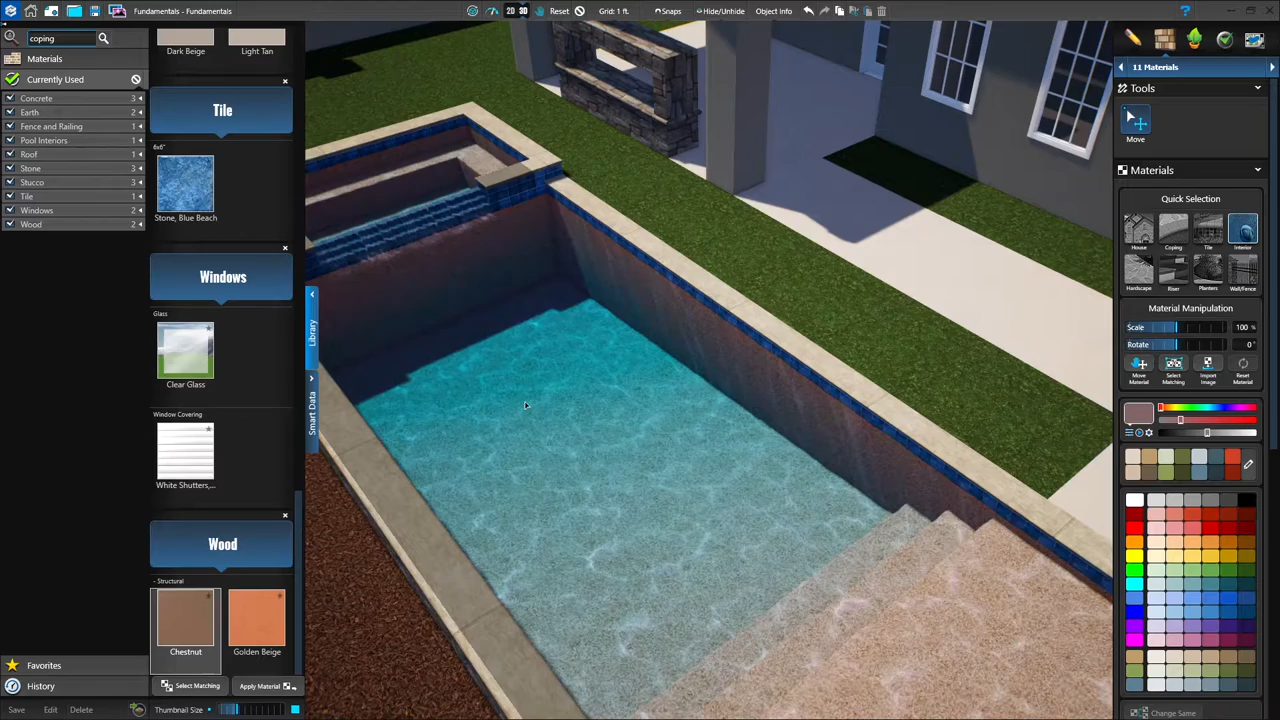 Fundamentals - Fundamentals
2D 3D
Reset
Grid: 1 ft.
Snaps
Hide/Unhide
Object Info
?
coping
Materials
Currently Used
Concrete 3
Earth 2
Fence and Railing 1
Pool Interiors 1
Roof 1
Stone 1
Stucco 2
Tile 1
Windows 2
Wood 2
Favorites
History
Save Edit Delete
Dark Beige
Light Tan
Tile
6x6"
Stone, Blue Beach
Windows
Glass
Clear Glass
Window Covering
White Shutters,...
Wood
- Structural
Chestnut
Golden Beige
Select Matching
Apply Material
Thumbnail Size
Library
Smart Data
11 Materials
Tools
Move
Materials
Quick Selection
House Coping Tile Interior
Hardscape Riser Planters Wall/Fence
Material Manipulation
Scale 100 %
Rotate 0°
Move Material
Select Matching
Import Image
Reset Material
Change Same